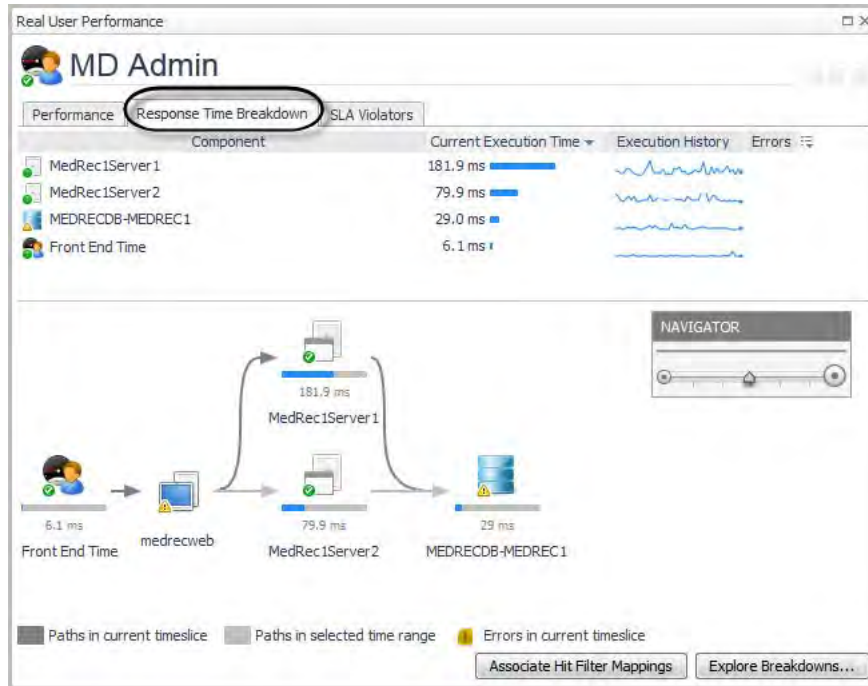 Real User Performance
MD Admin
Performance Response Time Breakdown SLA Violators
Component Current Execution Time Execution History Errors
MedRec1Server1 181.9 ms
MedRec1Server2 79.9 ms
MEDRECDB-MEDREC1 29.0 ms
Front End Time 6.1 ms
NAVIGATOR
181.9 ms
MedRec1Server1
6.1 ms
Front End Time
medrecweb
79.9 ms
MedRec1Server2
29 ms
MEDRECDB-MEDREC1
Paths in current timeslice Paths in selected time range Errors in current timeslice
Associate Hit Filter Mappings Explore Breakdowns...